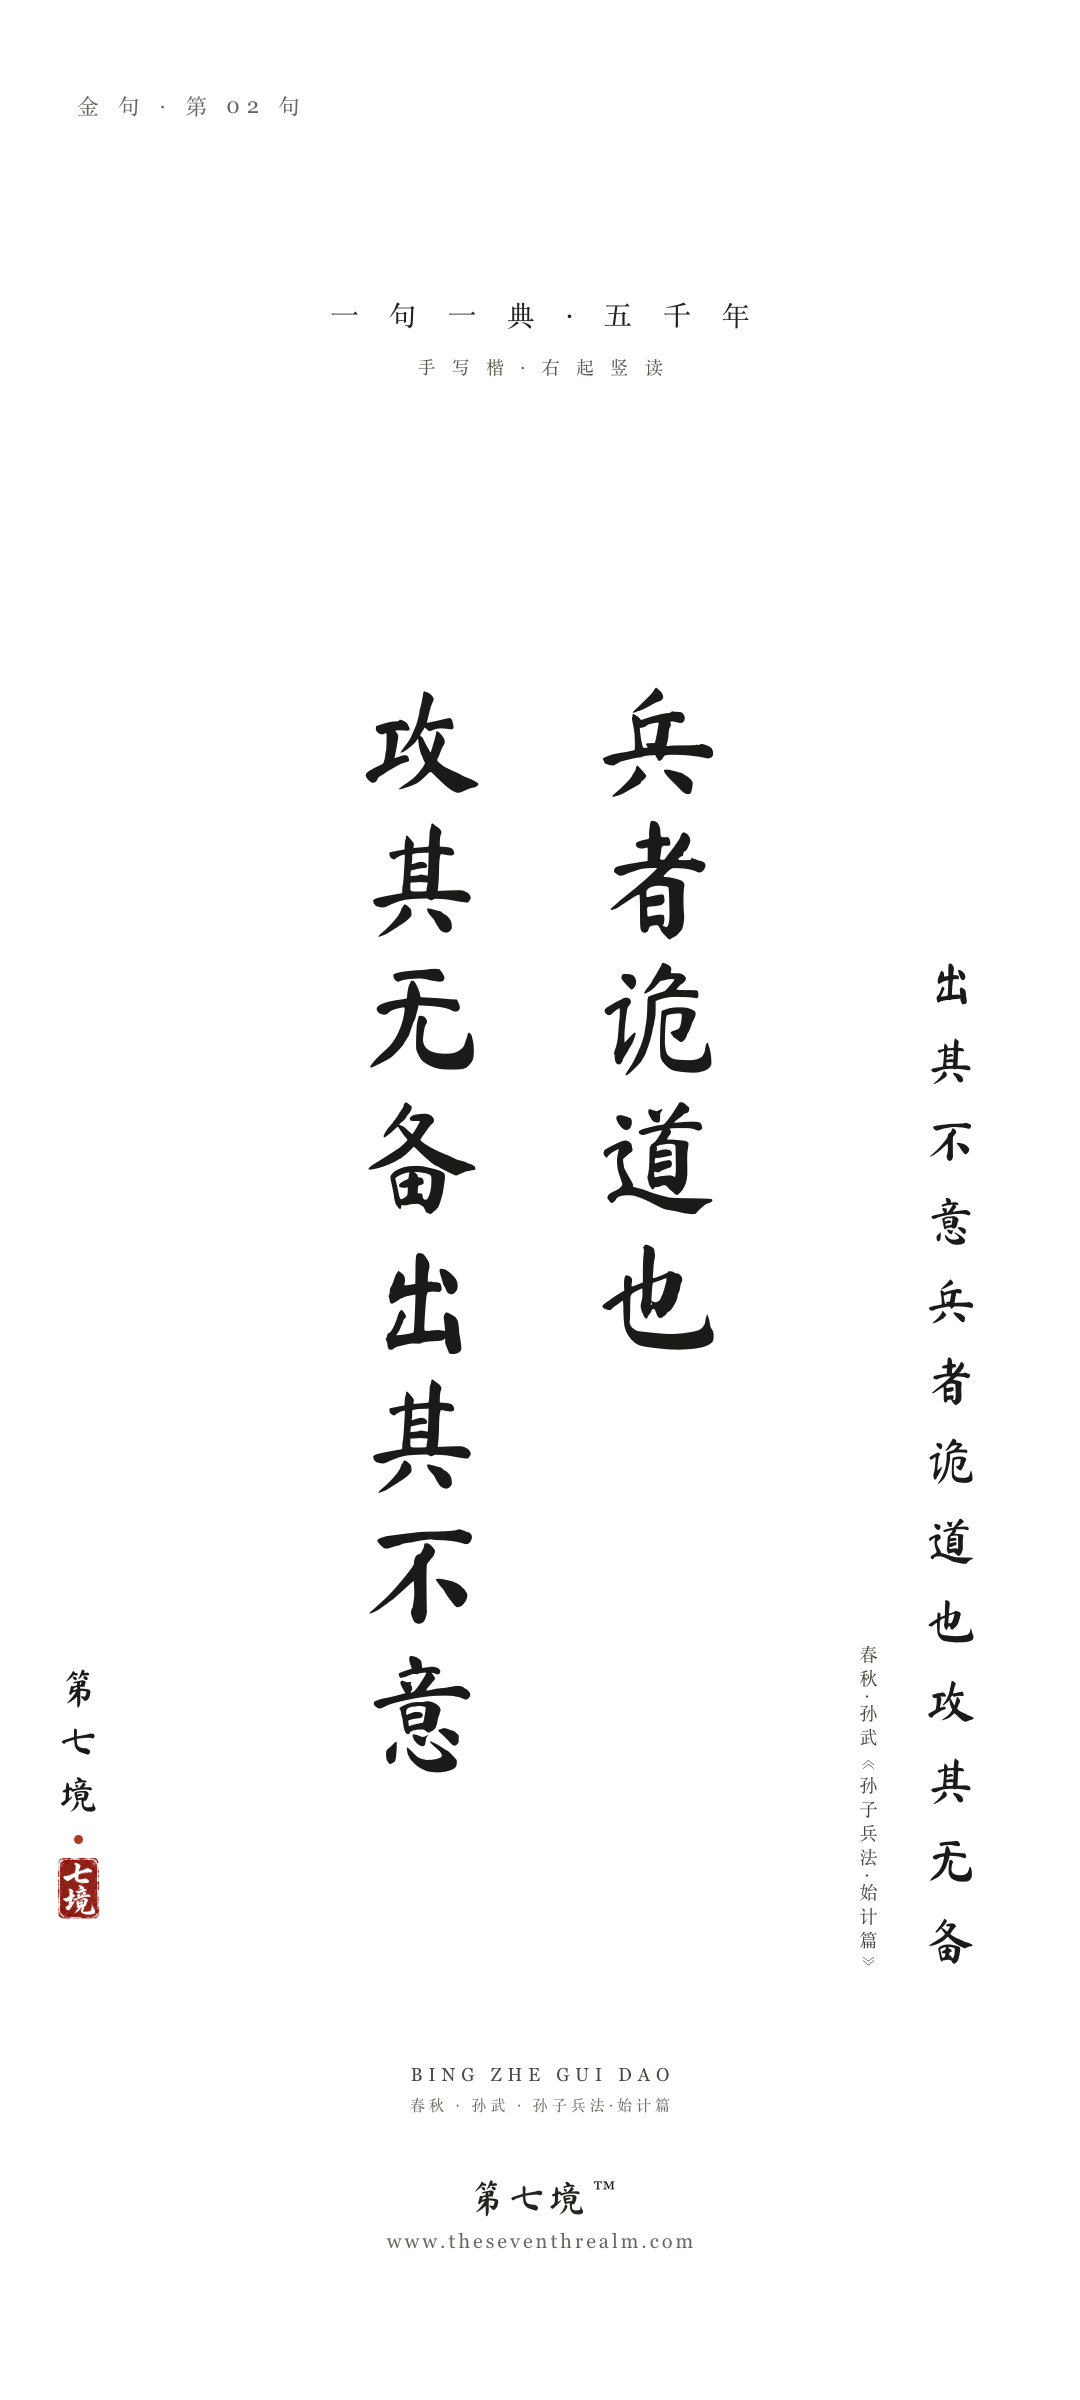 金句·第02句
一句一典·五千年
手写楷·右起竖读
兵者诡道也
攻其无备出其不意
出其不意兵者诡道也攻其无备
春秋·孙武《孙子兵法·始计篇》
第七境
七境
BING ZHE GUI DAO
春秋 · 孙武 · 孙子兵法·始计篇
第七境™
www.theseventhrealm.com